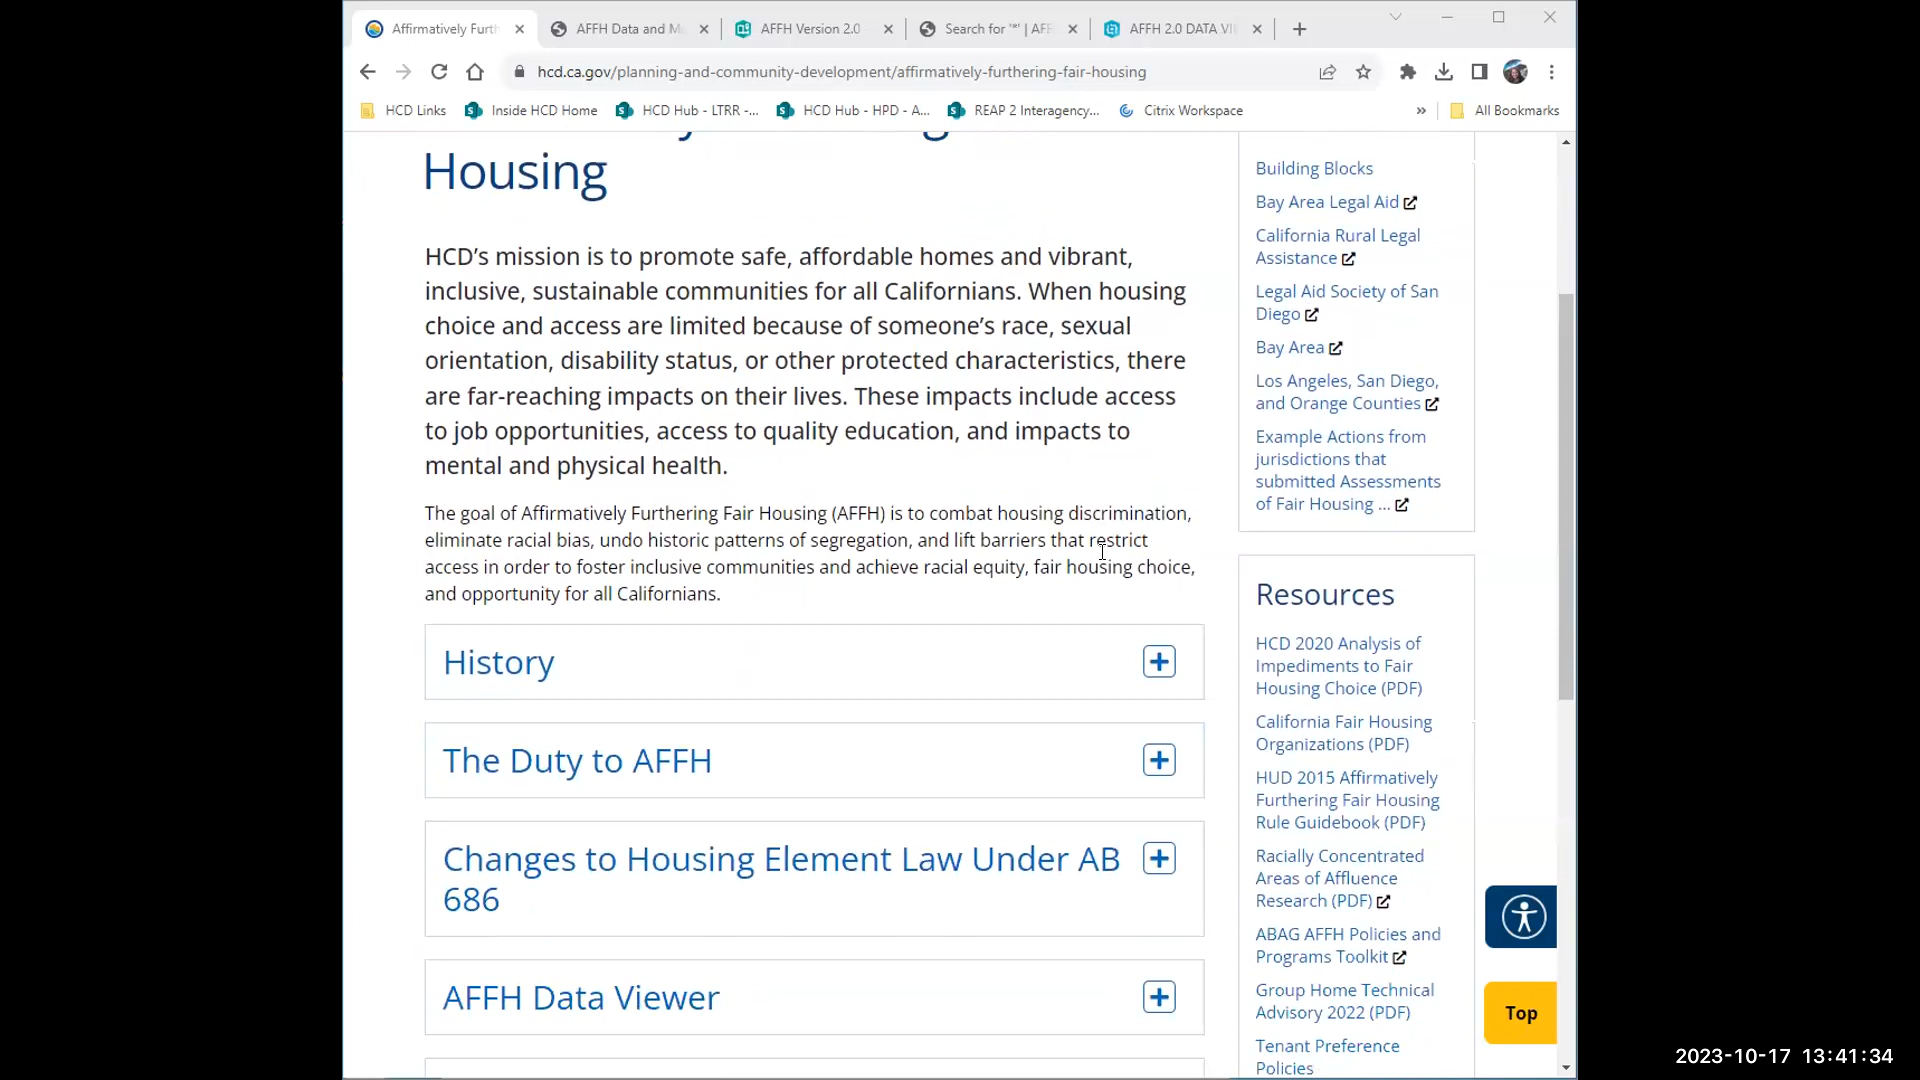 Affirmatively Furth
AFFH Data and M
AFFH Version 2.0
Search for '*' | AF
AFFH 2.0 DATA VI
hcd.ca.gov/planning-and-community-development/affirmatively-furthering-fair-housing
HCD Links
Inside HCD Home
HCD Hub - LTRR -...
HCD Hub - HPD - A...
REAP 2 Interagency...
Citrix Workspace
»
All Bookmarks
Housing
HCD’s mission is to promote safe, affordable homes and vibrant,
inclusive, sustainable communities for all Californians. When housing
choice and access are limited because of someone’s race, sexual
orientation, disability status, or other protected characteristics, there
are far-reaching impacts on their lives. These impacts include access
to job opportunities, access to quality education, and impacts to
mental and physical health.
The goal of Affirmatively Furthering Fair Housing (AFFH) is to combat housing discrimination,
eliminate racial bias, undo historic patterns of segregation, and lift barriers that restrict
access in order to foster inclusive communities and achieve racial equity, fair housing choice,
and opportunity for all Californians.
History
The Duty to AFFH
Changes to Housing Element Law Under AB
686
AFFH Data Viewer
Building Blocks
Bay Area Legal Aid
California Rural Legal
Assistance
Legal Aid Society of San
Diego
Bay Area
Los Angeles, San Diego,
and Orange Counties
Example Actions from
jurisdictions that
submitted Assessments
of Fair Housing ...
Resources
HCD 2020 Analysis of
Impediments to Fair
Housing Choice (PDF)
California Fair Housing
Organizations (PDF)
HUD 2015 Affirmatively
Furthering Fair Housing
Rule Guidebook (PDF)
Racially Concentrated
Areas of Affluence
Research (PDF)
ABAG AFFH Policies and
Programs Toolkit
Group Home Technical
Advisory 2022 (PDF)
Tenant Preference
Policies
Top
2023-10-17 13:41:34